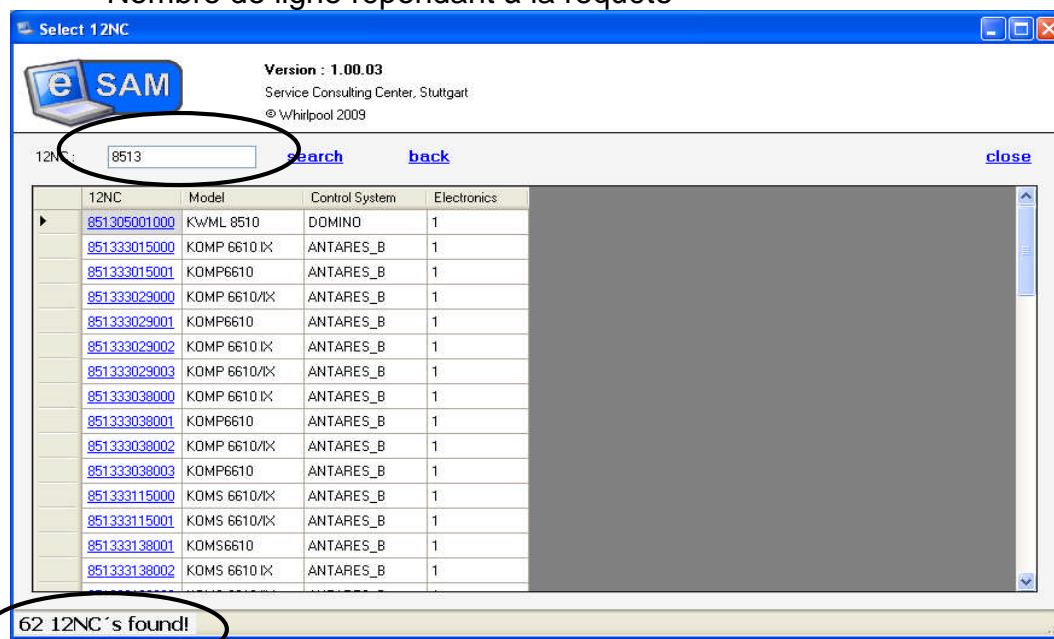 Nombre de ligne répondant à la requête
Select 12NC
e SAM
Version : 1.00.03
Service Consulting Center, Stuttgart
© Whirlpool 2009
12NC : 8513 search back close
12NC Model Control System Electronics
851305001000 KWML 8510 DOMINO 1
851333015000 KOMP 6610 IX ANTARES_B 1
851333015001 KOMP6610 ANTARES_B 1
851333029000 KOMP 6610/IX ANTARES_B 1
851333029001 KOMP6610 ANTARES_B 1
851333029002 KOMP 6610 IX ANTARES_B 1
851333029003 KOMP 6610/IX ANTARES_B 1
851333038000 KOMP 6610 IX ANTARES_B 1
851333038001 KOMP6610 ANTARES_B 1
851333038002 KOMP 6610/IX ANTARES_B 1
851333038003 KOMP6610 ANTARES_B 1
851333115000 KOMS 6610/IX ANTARES_B 1
851333115001 KOMS 6610/IX ANTARES_B 1
851333138001 KOMS6610 ANTARES_B 1
851333138002 KOMS 6610 IX ANTARES_B 1
62 12NC´s found!